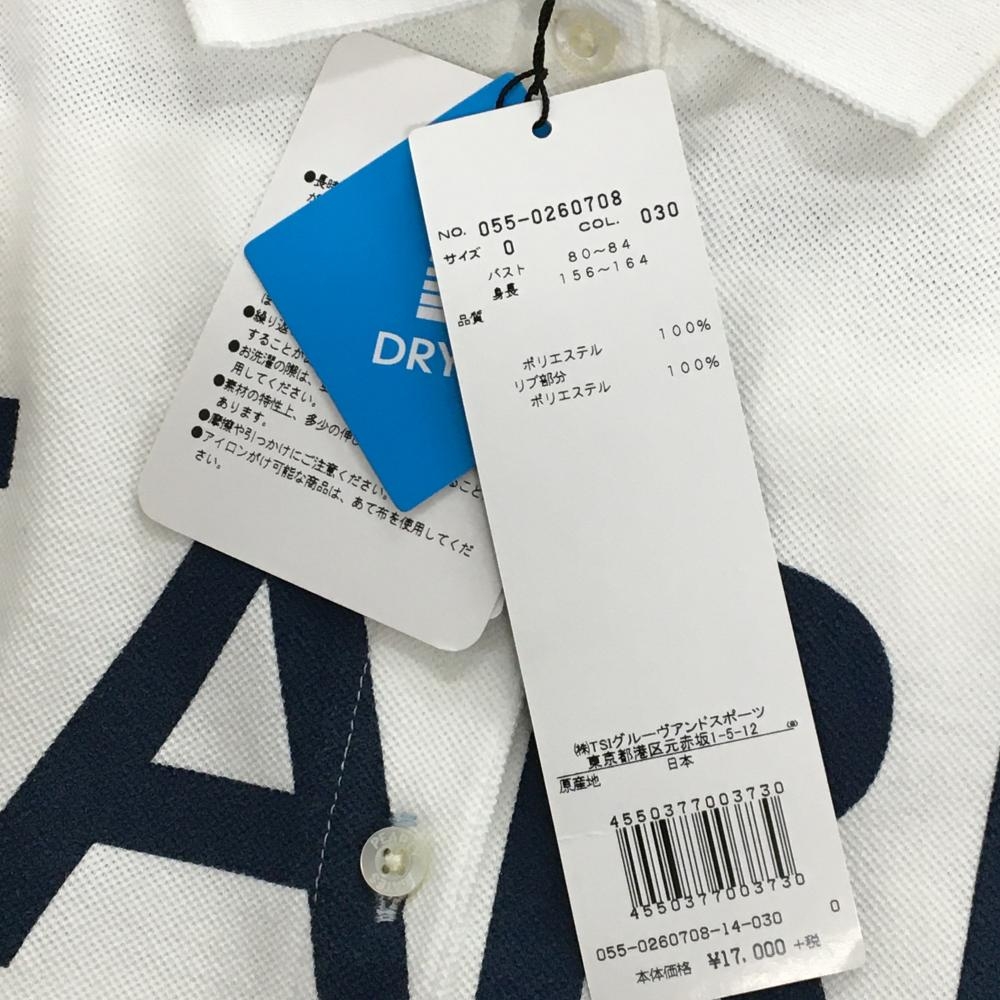 NO. 055-0260708
COL. 030
サイズ 0
バスト 80～84
身長 156～164
品質
ポリエステル 100%
リブ部分
ポリエステル 100%
㈱TSIグルーヴアンドスポーツ
東京都港区元赤坂1-5-12
原産地 日本
4550377003730
4550377003730
055-0260708-14-030 0
本体価格 ¥17,000 +税
DRY
●長時
●繰り返
することが
●お洗濯の際は、
用してください。
●素材の特性上、多少の伸
あります。
●摩擦や引っかけにご注意ください。
こと
●アイロンがけ可能な商品は、あて布を使用してくだ
さい。
A